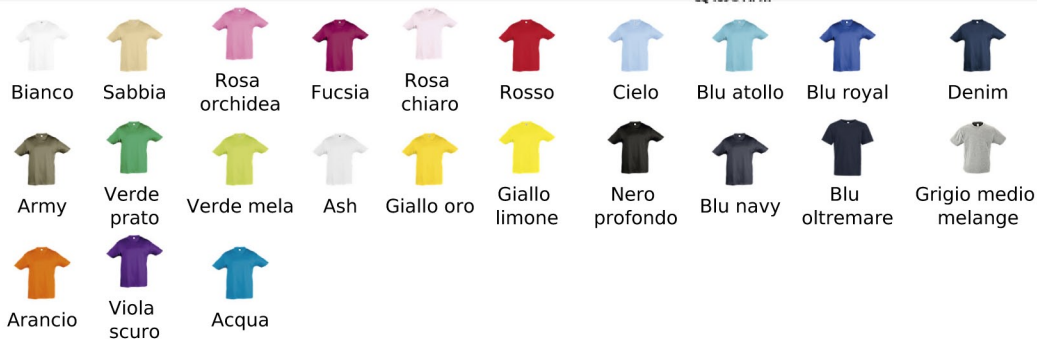 Bianco
Sabbia
Rosa
orchidea
Fucsia
Rosa
chiaro
Rosso
Cielo
Blu atollo
Blu royal
Denim
Army
Verde
prato
Verde mela
Ash
Giallo oro
Giallo
limone
Nero
profondo
Blu navy
Blu
oltremare
Grigio medio
melange
Arancio
Viola
scuro
Acqua